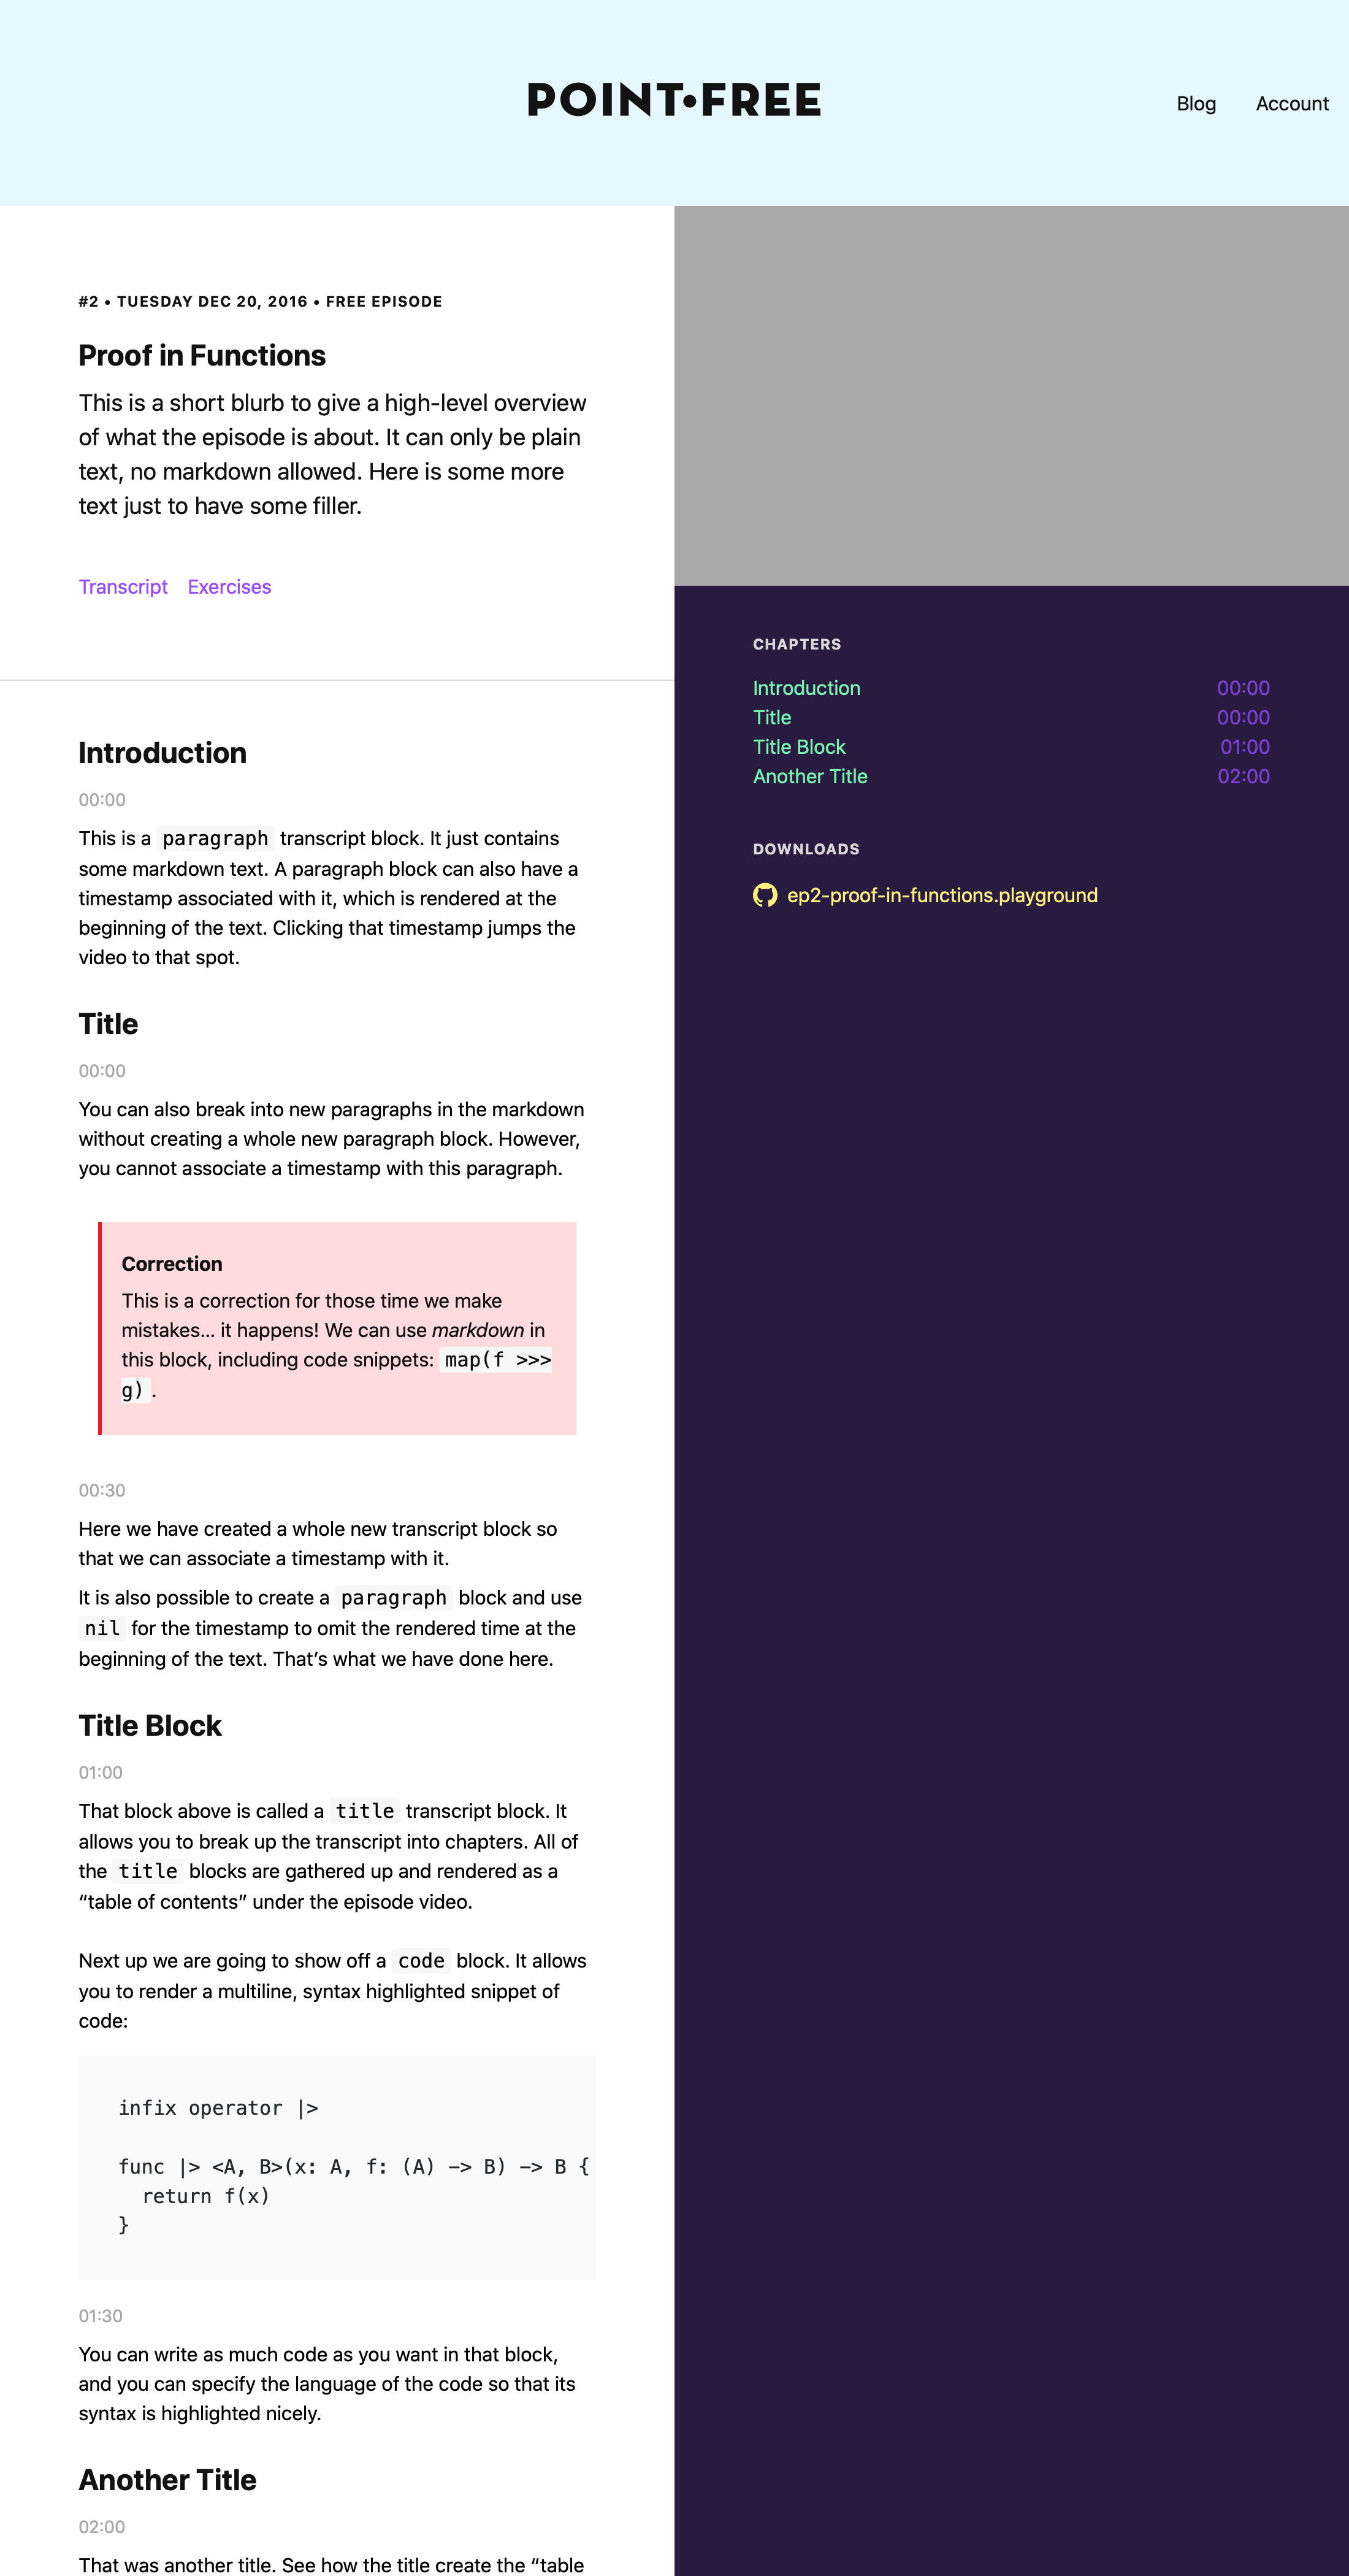 POINT•FREE
Blog Account
#2 • TUESDAY DEC 20, 2016 • FREE EPISODE
Proof in Functions
This is a short blurb to give a high-level overview
of what the episode is about. It can only be plain
text, no markdown allowed. Here is some more
text just to have some filler.
Transcript Exercises
Introduction
00:00
This is a paragraph transcript block. It just contains
some markdown text. A paragraph block can also have a
timestamp associated with it, which is rendered at the
beginning of the text. Clicking that timestamp jumps the
video to that spot.
Title
00:00
You can also break into new paragraphs in the markdown
without creating a whole new paragraph block. However,
you cannot associate a timestamp with this paragraph.
Correction
This is a correction for those time we make
mistakes… it happens! We can use markdown in
this block, including code snippets: map(f >>>
g).
00:30
Here we have created a whole new transcript block so
that we can associate a timestamp with it.
It is also possible to create a paragraph block and use
nil for the timestamp to omit the rendered time at the
beginning of the text. That’s what we have done here.
Title Block
01:00
That block above is called a title transcript block. It
allows you to break up the transcript into chapters. All of
the title blocks are gathered up and rendered as a
“table of contents” under the episode video.
Next up we are going to show off a code block. It allows
you to render a multiline, syntax highlighted snippet of
code:
infix operator |>
func |> <A, B>(x: A, f: (A) -> B) -> B {
  return f(x)
}
01:30
You can write as much code as you want in that block,
and you can specify the language of the code so that its
syntax is highlighted nicely.
Another Title
02:00
That was another title. See how the title create the “table
CHAPTERS
Introduction 00:00
Title 00:00
Title Block 01:00
Another Title 02:00
DOWNLOADS
ep2-proof-in-functions.playground